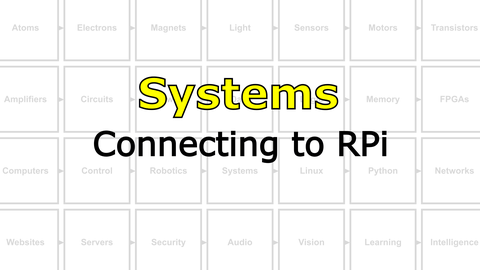 Atoms Electrons Magnets Light Sensors Motors Transistors
Systems
Amplifiers Circuits Memory FPGAs
Connecting to RPi
Computers Control Robotics Systems Linux Python Networks
Websites Servers Security Audio Vision Learning Intelligence